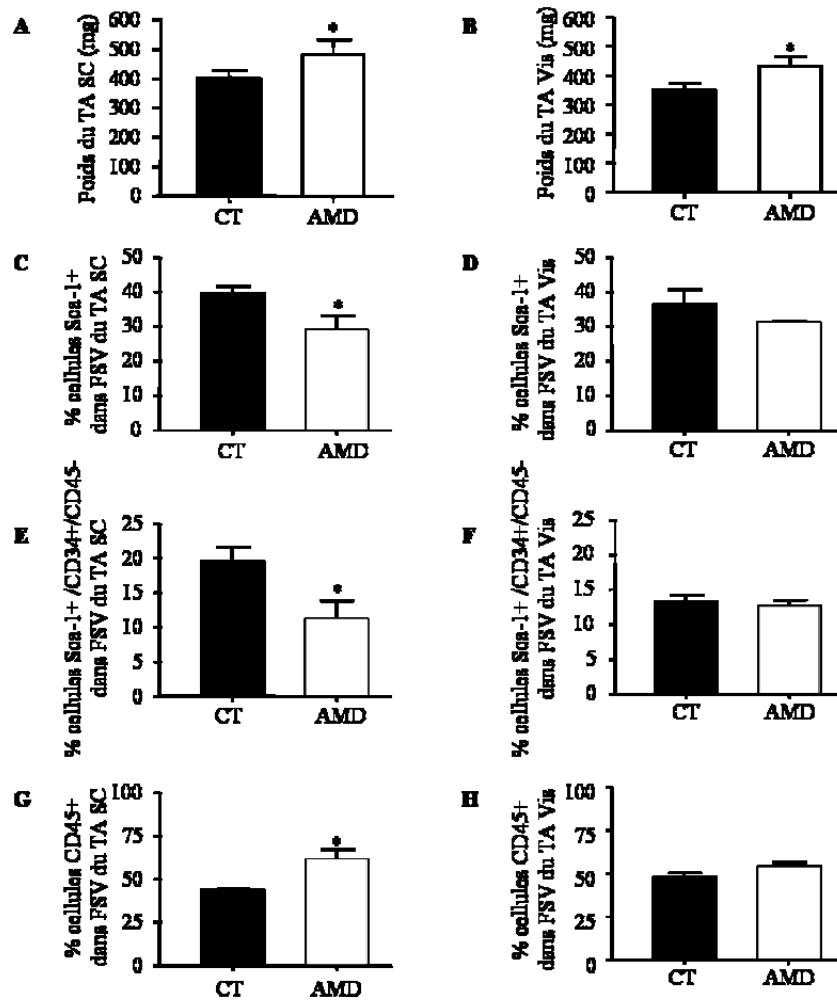 A
Poids du TA SC (mg)
600
500
400
300
200
100
0
CT
AMD
*
B
Poids du TA Vis (mg)
600
500
400
300
200
100
0
CT
AMD
*
C
% cellules Sca-1+
dans FSV du TA SC
50
40
30
20
10
0
CT
AMD
*
D
% cellules Sca-1+
dans FSV du TA Vis
50
40
30
20
10
0
CT
AMD
E
% cellules Sca-1+ /CD34+/CD45-
dans FSV du TA SC
25
20
15
10
5
0
CT
AMD
*
F
% cellules Sca-1+ /CD34+/CD45-
dans FSV du TA Vis
25
20
15
10
5
0
CT
AMD
G
% cellules CD45+
dans FSV du TA SC
100
75
50
25
0
CT
AMD
*
H
% cellules CD45+
dans FSV du TA Vis
100
75
50
25
0
CT
AMD